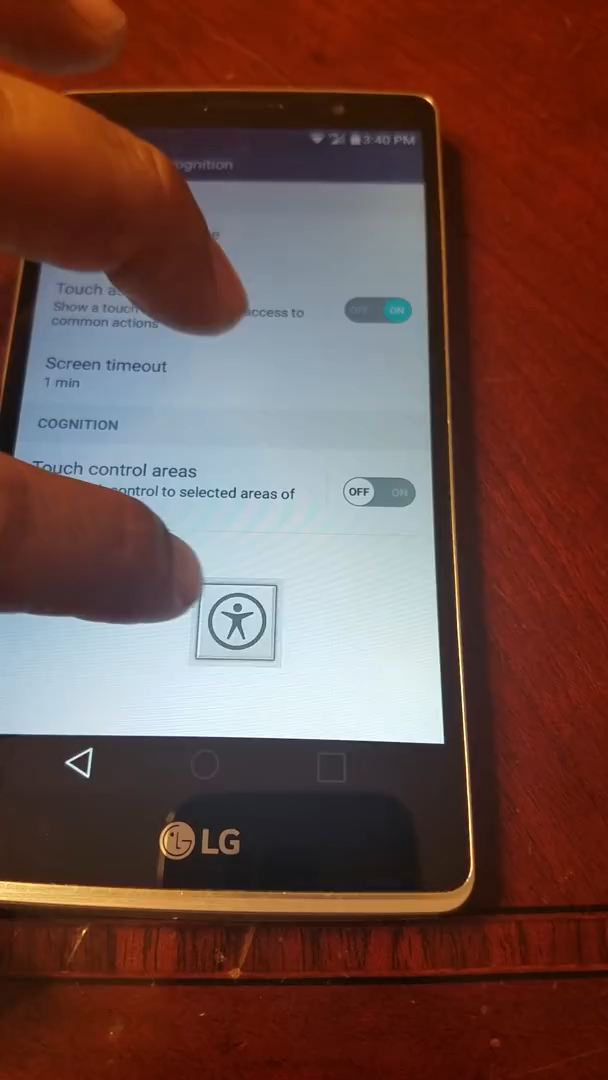 3:40 PM
ognition
Touch
Show a touch access to OFF ON
common actions
Screen timeout
1 min
COGNITION
Touch control areas
control to selected areas of OFF ON
LG